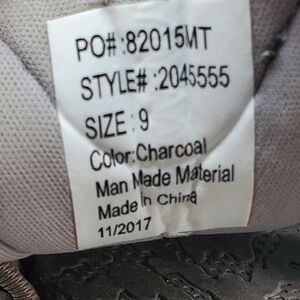 PO# :82015MT
STYLE# :2045555
SIZE : 9
Color:Charcoal
Man Made Material
Made in China
11/2017